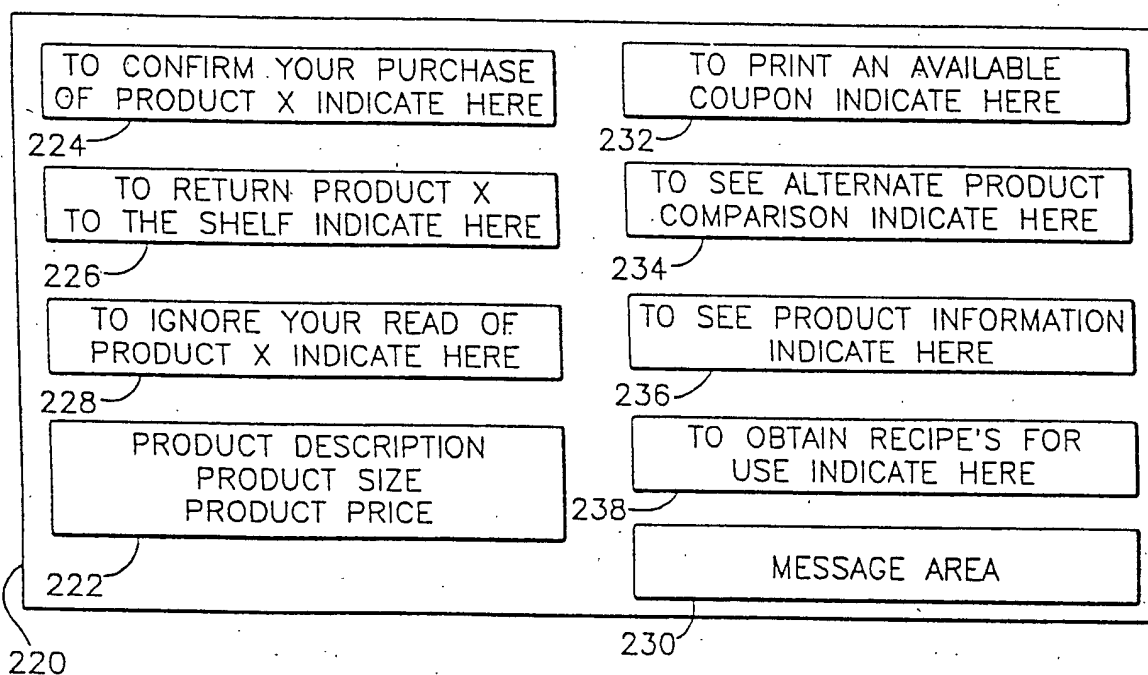 TO CONFIRM YOUR PURCHASE
OF PRODUCT X INDICATE HERE
224
TO RETURN PRODUCT X
TO THE SHELF INDICATE HERE
226
TO IGNORE YOUR READ OF
PRODUCT X INDICATE HERE
228
PRODUCT DESCRIPTION
PRODUCT SIZE
PRODUCT PRICE
222
220
TO PRINT AN AVAILABLE
COUPON INDICATE HERE
232
TO SEE ALTERNATE PRODUCT
COMPARISON INDICATE HERE
234
TO SEE PRODUCT INFORMATION
INDICATE HERE
236
TO OBTAIN RECIPE'S FOR
USE INDICATE HERE
238
MESSAGE AREA
230